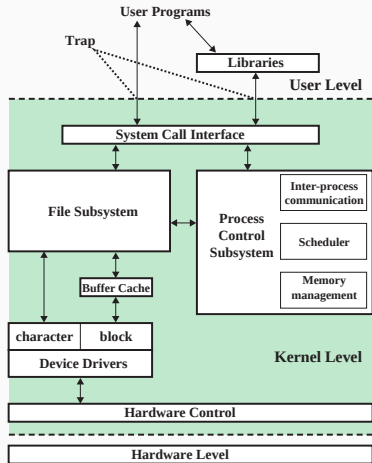 User Programs
Trap
Libraries
User Level
System Call Interface
File Subsystem
Process
Control
Subsystem
Inter-process
communication
Scheduler
Memory
management
Buffer Cache
character
block
Device Drivers
Kernel Level
Hardware Control
Hardware Level